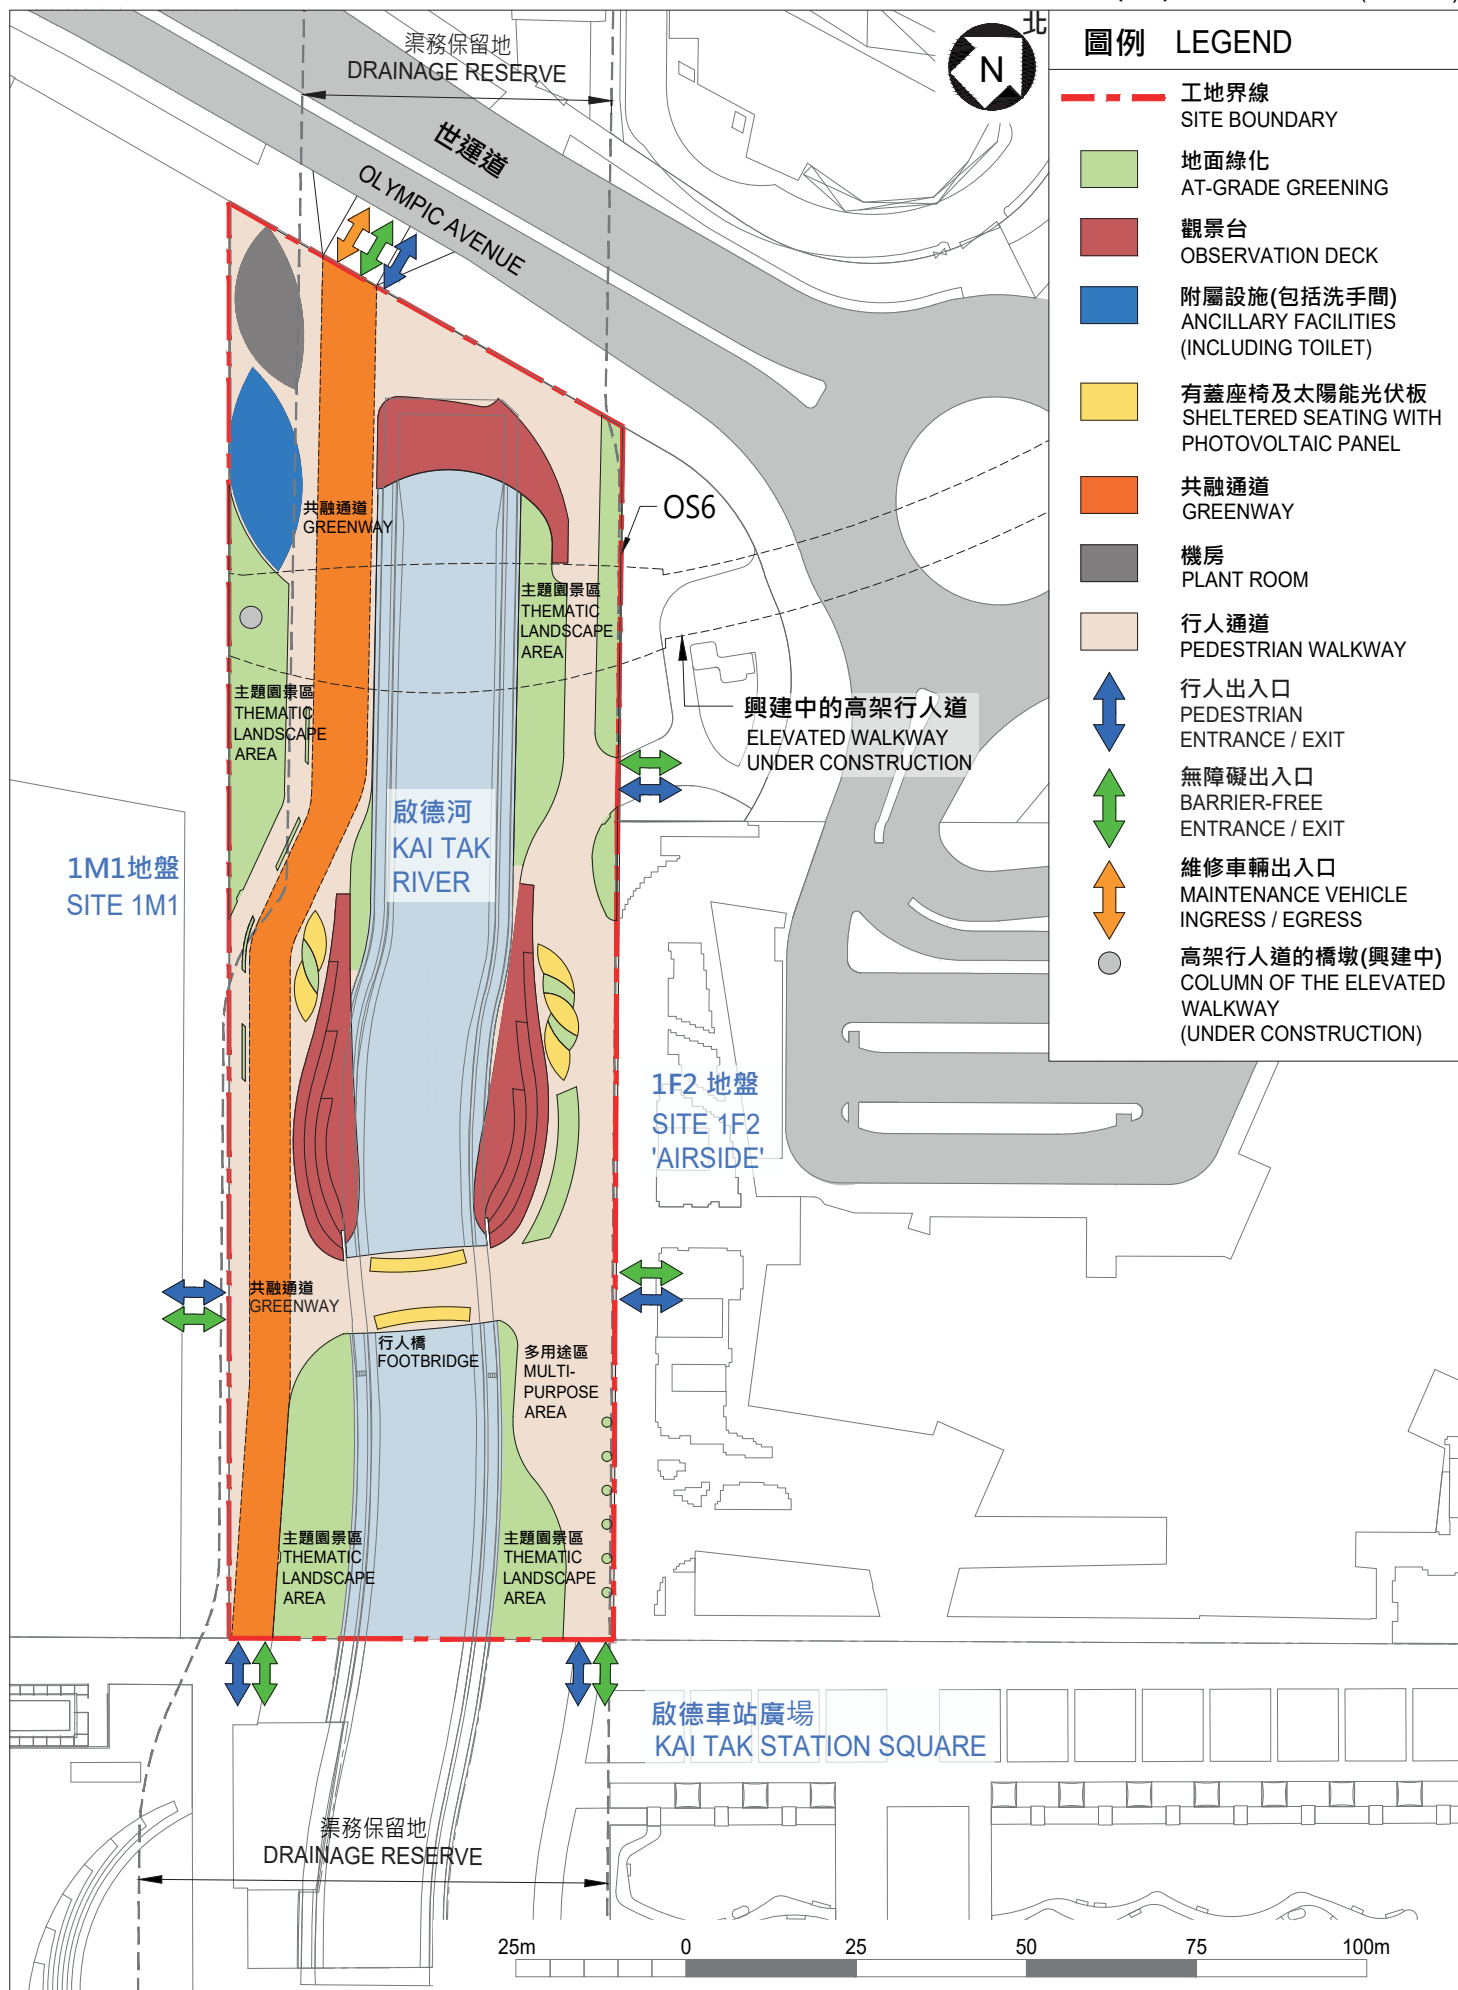 渠務保留地
DRAINAGE RESERVE
世運道
OLYMPIC AVENUE
北
N
圖例 LEGEND
工地界線
SITE BOUNDARY
地面綠化
AT-GRADE GREENING
觀景台
OBSERVATION DECK
附屬設施(包括洗手間)
ANCILLARY FACILITIES
(INCLUDING TOILET)
有蓋座椅及太陽能光伏板
SHELTERED SEATING WITH
PHOTOVOLTAIC PANEL
共融通道
GREENWAY
機房
PLANT ROOM
行人通道
PEDESTRIAN WALKWAY
行人出入口
PEDESTRIAN
ENTRANCE / EXIT
無障礙出入口
BARRIER-FREE
ENTRANCE / EXIT
維修車輛出入口
MAINTENANCE VEHICLE
INGRESS / EGRESS
高架行人道的橋墩(興建中)
COLUMN OF THE ELEVATED
WALKWAY
(UNDER CONSTRUCTION)
共融通道
GREENWAY
OS6
主題園景區
THEMATIC
LANDSCAPE
AREA
主題園景區
THEMATIC
LANDSCAPE
AREA
興建中的高架行人道
ELEVATED WALKWAY
UNDER CONSTRUCTION
啟德河
KAI TAK
RIVER
1M1地盤
SITE 1M1
1F2 地盤
SITE 1F2
'AIRSIDE'
共融通道
GREENWAY
行人橋
FOOTBRIDGE
多用途區
MULTI-
PURPOSE
AREA
主題園景區
THEMATIC
LANDSCAPE
AREA
主題園景區
THEMATIC
LANDSCAPE
AREA
啟德車站廣場
KAI TAK STATION SQUARE
渠務保留地
DRAINAGE RESERVE
25m 0 25 50 75 100m